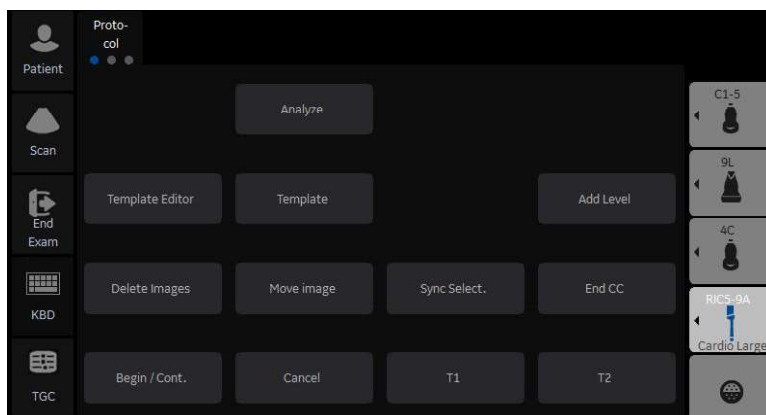 Proto-
col
Patient
Scan
End
Exam
KBD
TGC
Analyze
Template Editor
Template
Add Level
Delete Images
Move image
Sync Select.
End CC
Begin / Cont.
Cancel
T1
T2
C1-5
9L
4C
RIC5-9A
Cardio Large